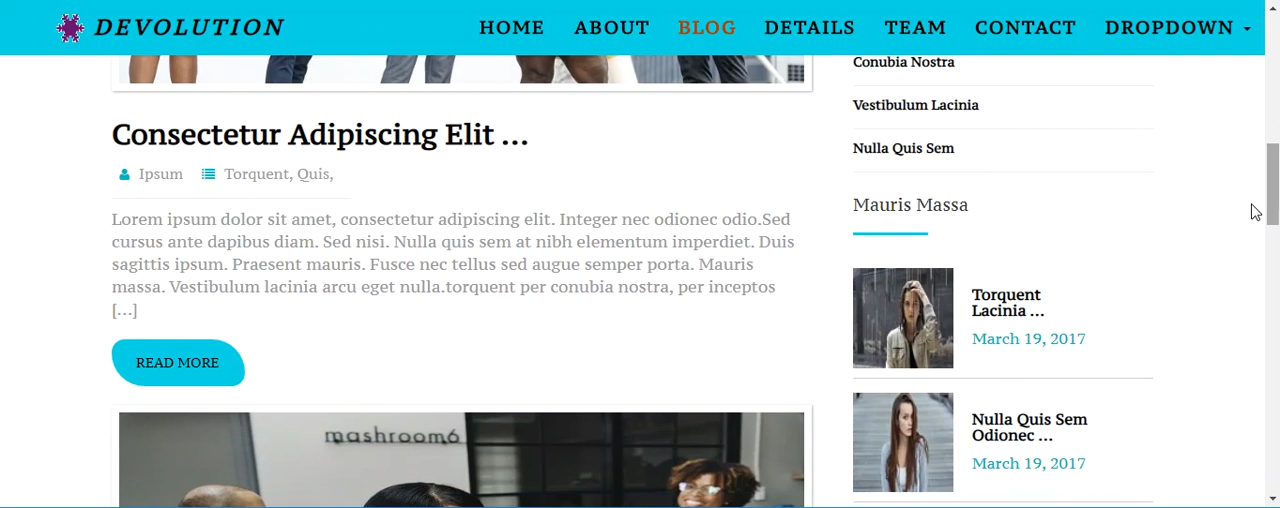 DEVOLUTION
HOME ABOUT BLOG DETAILS TEAM CONTACT DROPDOWN
Consectetur Adipiscing Elit ...
Ipsum Torquent, Quis,
Lorem ipsum dolor sit amet, consectetur adipiscing elit. Integer nec odionec odio.Sed
cursus ante dapibus diam. Sed nisi. Nulla quis sem at nibh elementum imperdiet. Duis
sagittis ipsum. Praesent mauris. Fusce nec tellus sed augue semper porta. Mauris
massa. Vestibulum lacinia arcu eget nulla.torquent per conubia nostra, per inceptos
[...]
READ MORE
mashroom6
Conubia Nostra
Vestibulum Lacinia
Nulla Quis Sem
Mauris Massa
Torquent
Lacinia ...
March 19, 2017
Nulla Quis Sem
Odionec ...
March 19, 2017